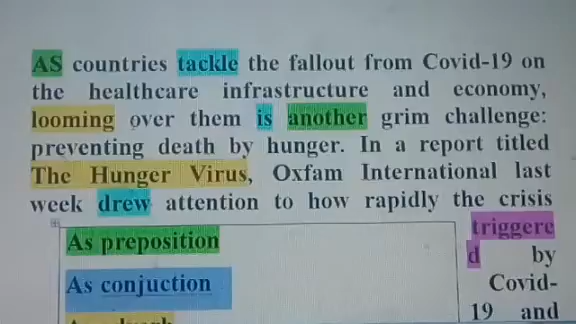 AS countries tackle the fallout from Covid-19 on
the healthcare infrastructure and economy,
looming over them is another grim challenge:
preventing death by hunger. In a report titled
The Hunger Virus, Oxfam International last
week drew attention to how rapidly the crisis
triggere
d by
Covid-
19 and
As preposition
As conjuction